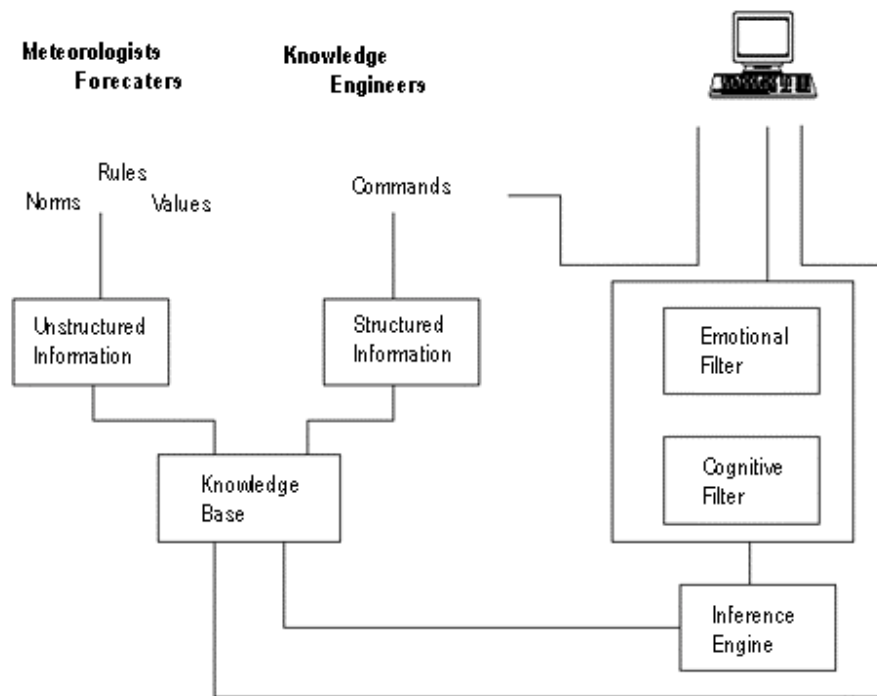 Meteorologists
Forecaters
Knowledge
Engineers
Rules
Norms
Values
Commands
Unstructured
Information
Structured
Information
Emotional
Filter
Cognitive
Filter
Knowledge
Base
Inference
Engine